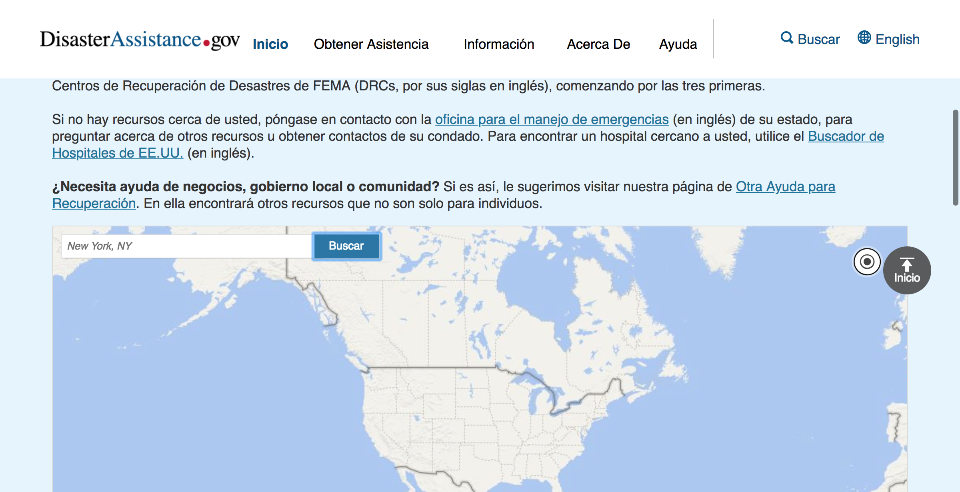 DisasterAssistance.gov
Inicio
Obtener Asistencia
Información
Acerca De
Ayuda
Buscar
English
Centros de Recuperación de Desastres de FEMA (DRCs, por sus siglas en inglés), comenzando por las tres primeras.
Si no hay recursos cerca de usted, póngase en contacto con la oficina para el manejo de emergencias (en inglés) de su estado, para
preguntar acerca de otros recursos u obtener contactos de su condado. Para encontrar un hospital cercano a usted, utilice el Buscador de
Hospitales de EE.UU. (en inglés).
¿Necesita ayuda de negocios, gobierno local o comunidad? Si es así, le sugerimos visitar nuestra página de Otra Ayuda para
Recuperación. En ella encontrará otros recursos que no son solo para individuos.
New York, NY
Buscar
Inicio